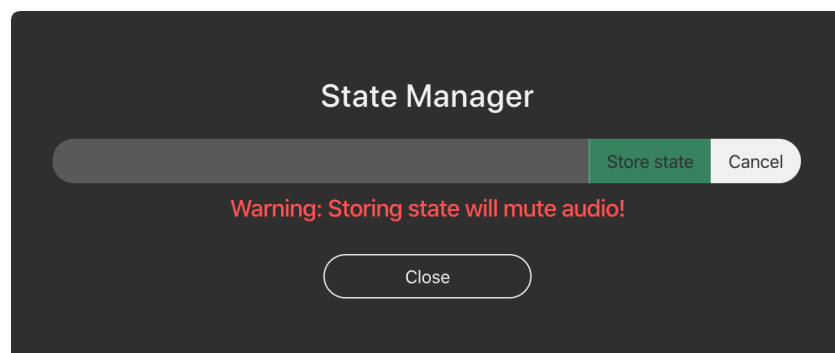 State Manager
Store state Cancel
Warning: Storing state will mute audio!
Close